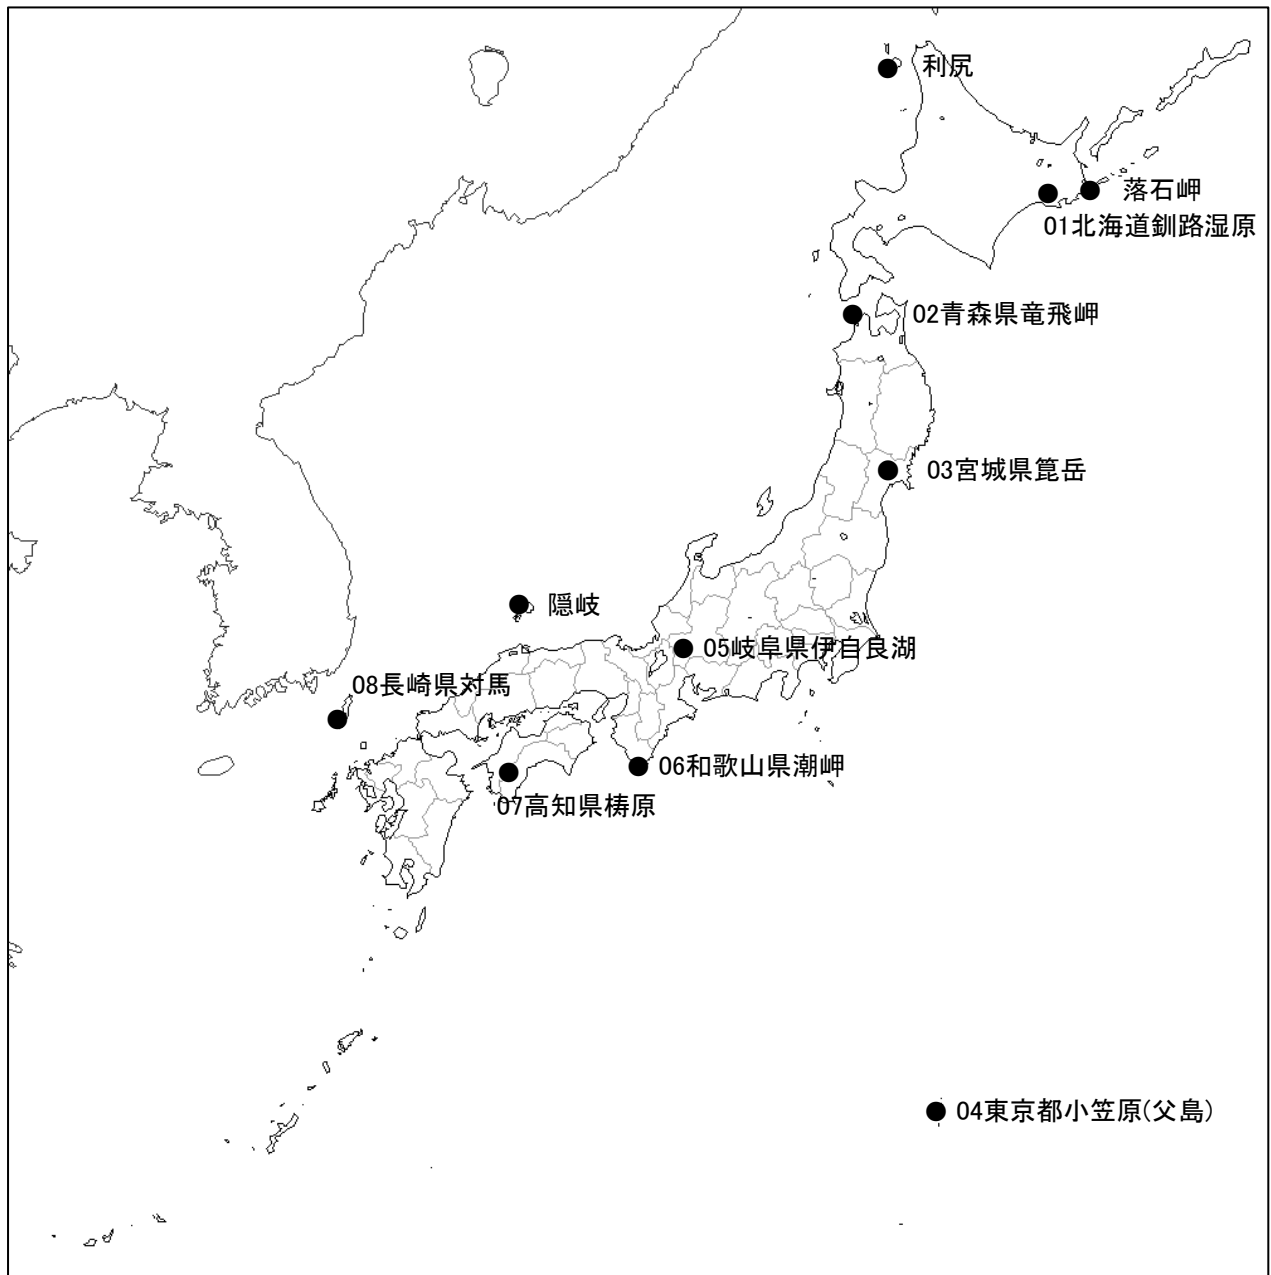 利尻
落石岬
01北海道釧路湿原
02青森県竜飛岬
03宮城県箟岳
隠岐
05岐阜県伊自良湖
08長崎県対馬
06和歌山県潮岬
07高知県梼原
04東京都小笠原(父島)